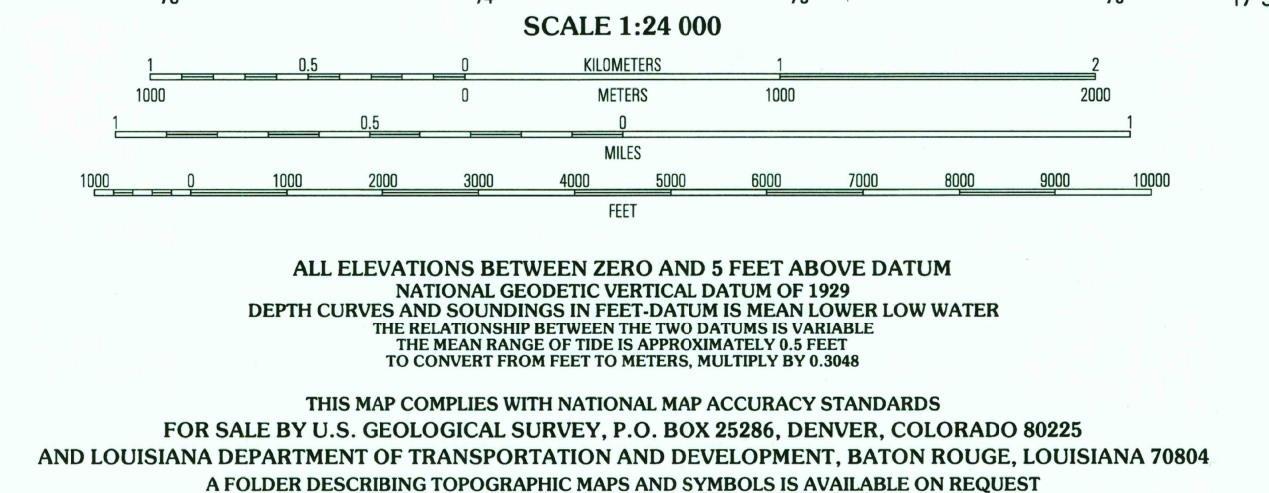 SCALE 1:24 000
1 0.5 0 KILOMETERS 1 2
1000 0 METERS 1000 2000
1 0.5 0 1
MILES
1000 0 1000 2000 3000 4000 5000 6000 7000 8000 9000 10000
FEET
ALL ELEVATIONS BETWEEN ZERO AND 5 FEET ABOVE DATUM
NATIONAL GEODETIC VERTICAL DATUM OF 1929
DEPTH CURVES AND SOUNDINGS IN FEET-DATUM IS MEAN LOWER LOW WATER
THE RELATIONSHIP BETWEEN THE TWO DATUMS IS VARIABLE
THE MEAN RANGE OF TIDE IS APPROXIMATELY 0.5 FEET
TO CONVERT FROM FEET TO METERS, MULTIPLY BY 0.3048
THIS MAP COMPLIES WITH NATIONAL MAP ACCURACY STANDARDS
FOR SALE BY U.S. GEOLOGICAL SURVEY, P.O. BOX 25286, DENVER, COLORADO 80225
AND LOUISIANA DEPARTMENT OF TRANSPORTATION AND DEVELOPMENT, BATON ROUGE, LOUISIANA 70804
A FOLDER DESCRIBING TOPOGRAPHIC MAPS AND SYMBOLS IS AVAILABLE ON REQUEST